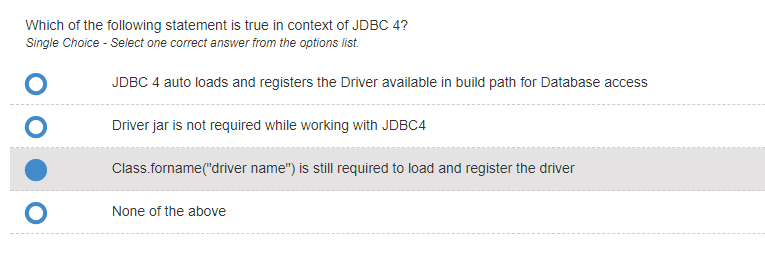 Which of the following statement is true in context of JDBC 4?
Single Choice - Select one correct answer from the options list.
JDBC 4 auto loads and registers the Driver available in build path for Database access
Driver jar is not required while working with JDBC4
Class.forname("driver name") is still required to load and register the driver
None of the above